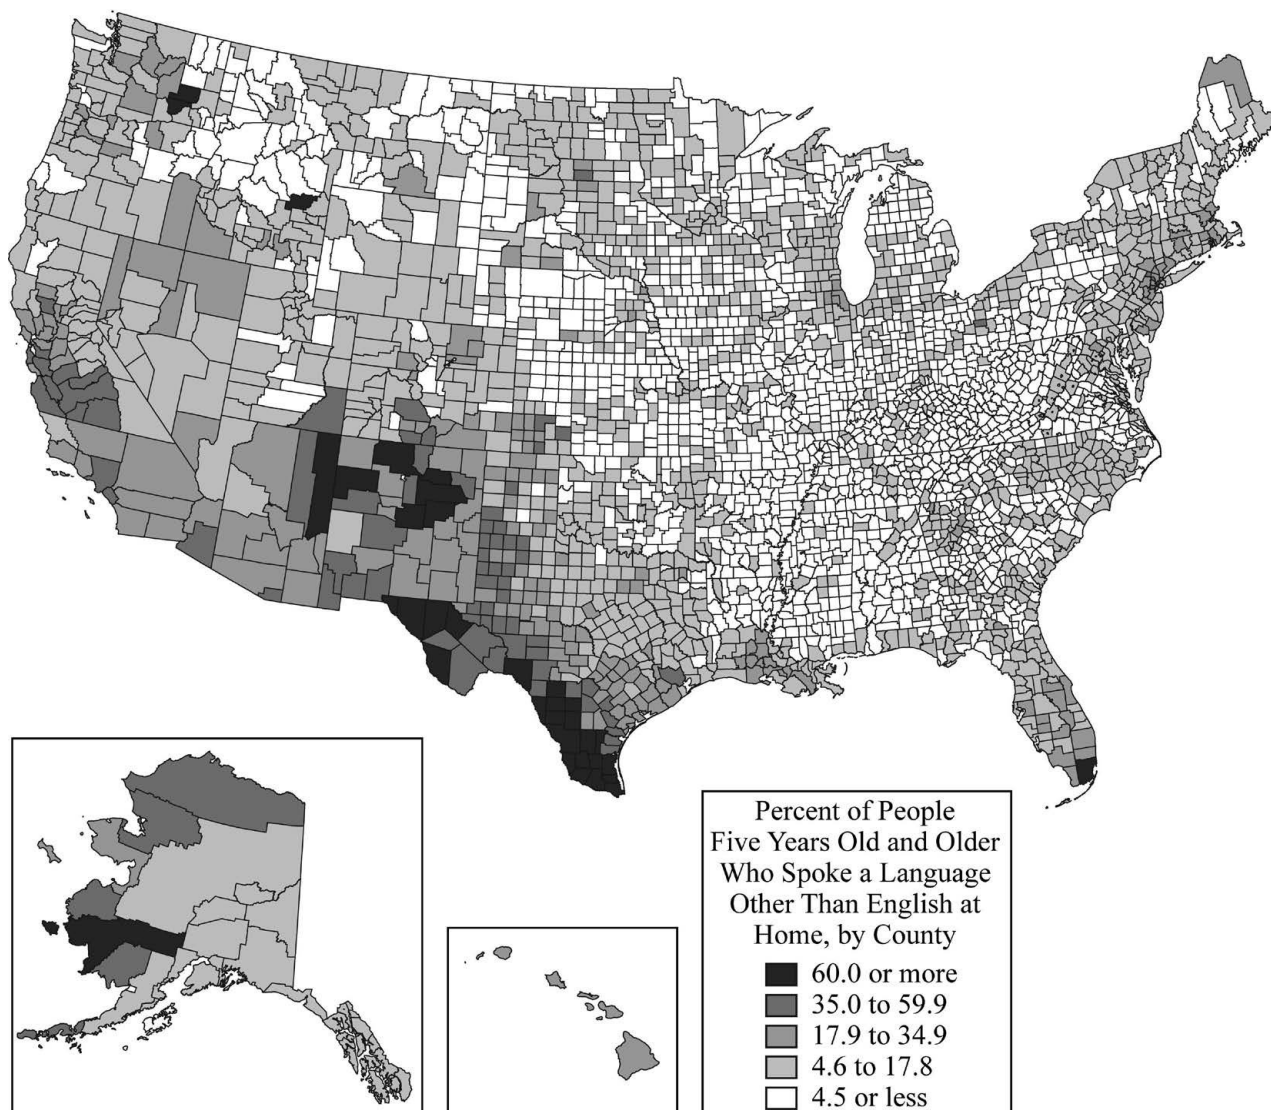 Percent of People
Five Years Old and Older
Who Spoke a Language
Other Than English at
Home, by County
60.0 or more
35.0 to 59.9
17.9 to 34.9
4.6 to 17.8
4.5 or less